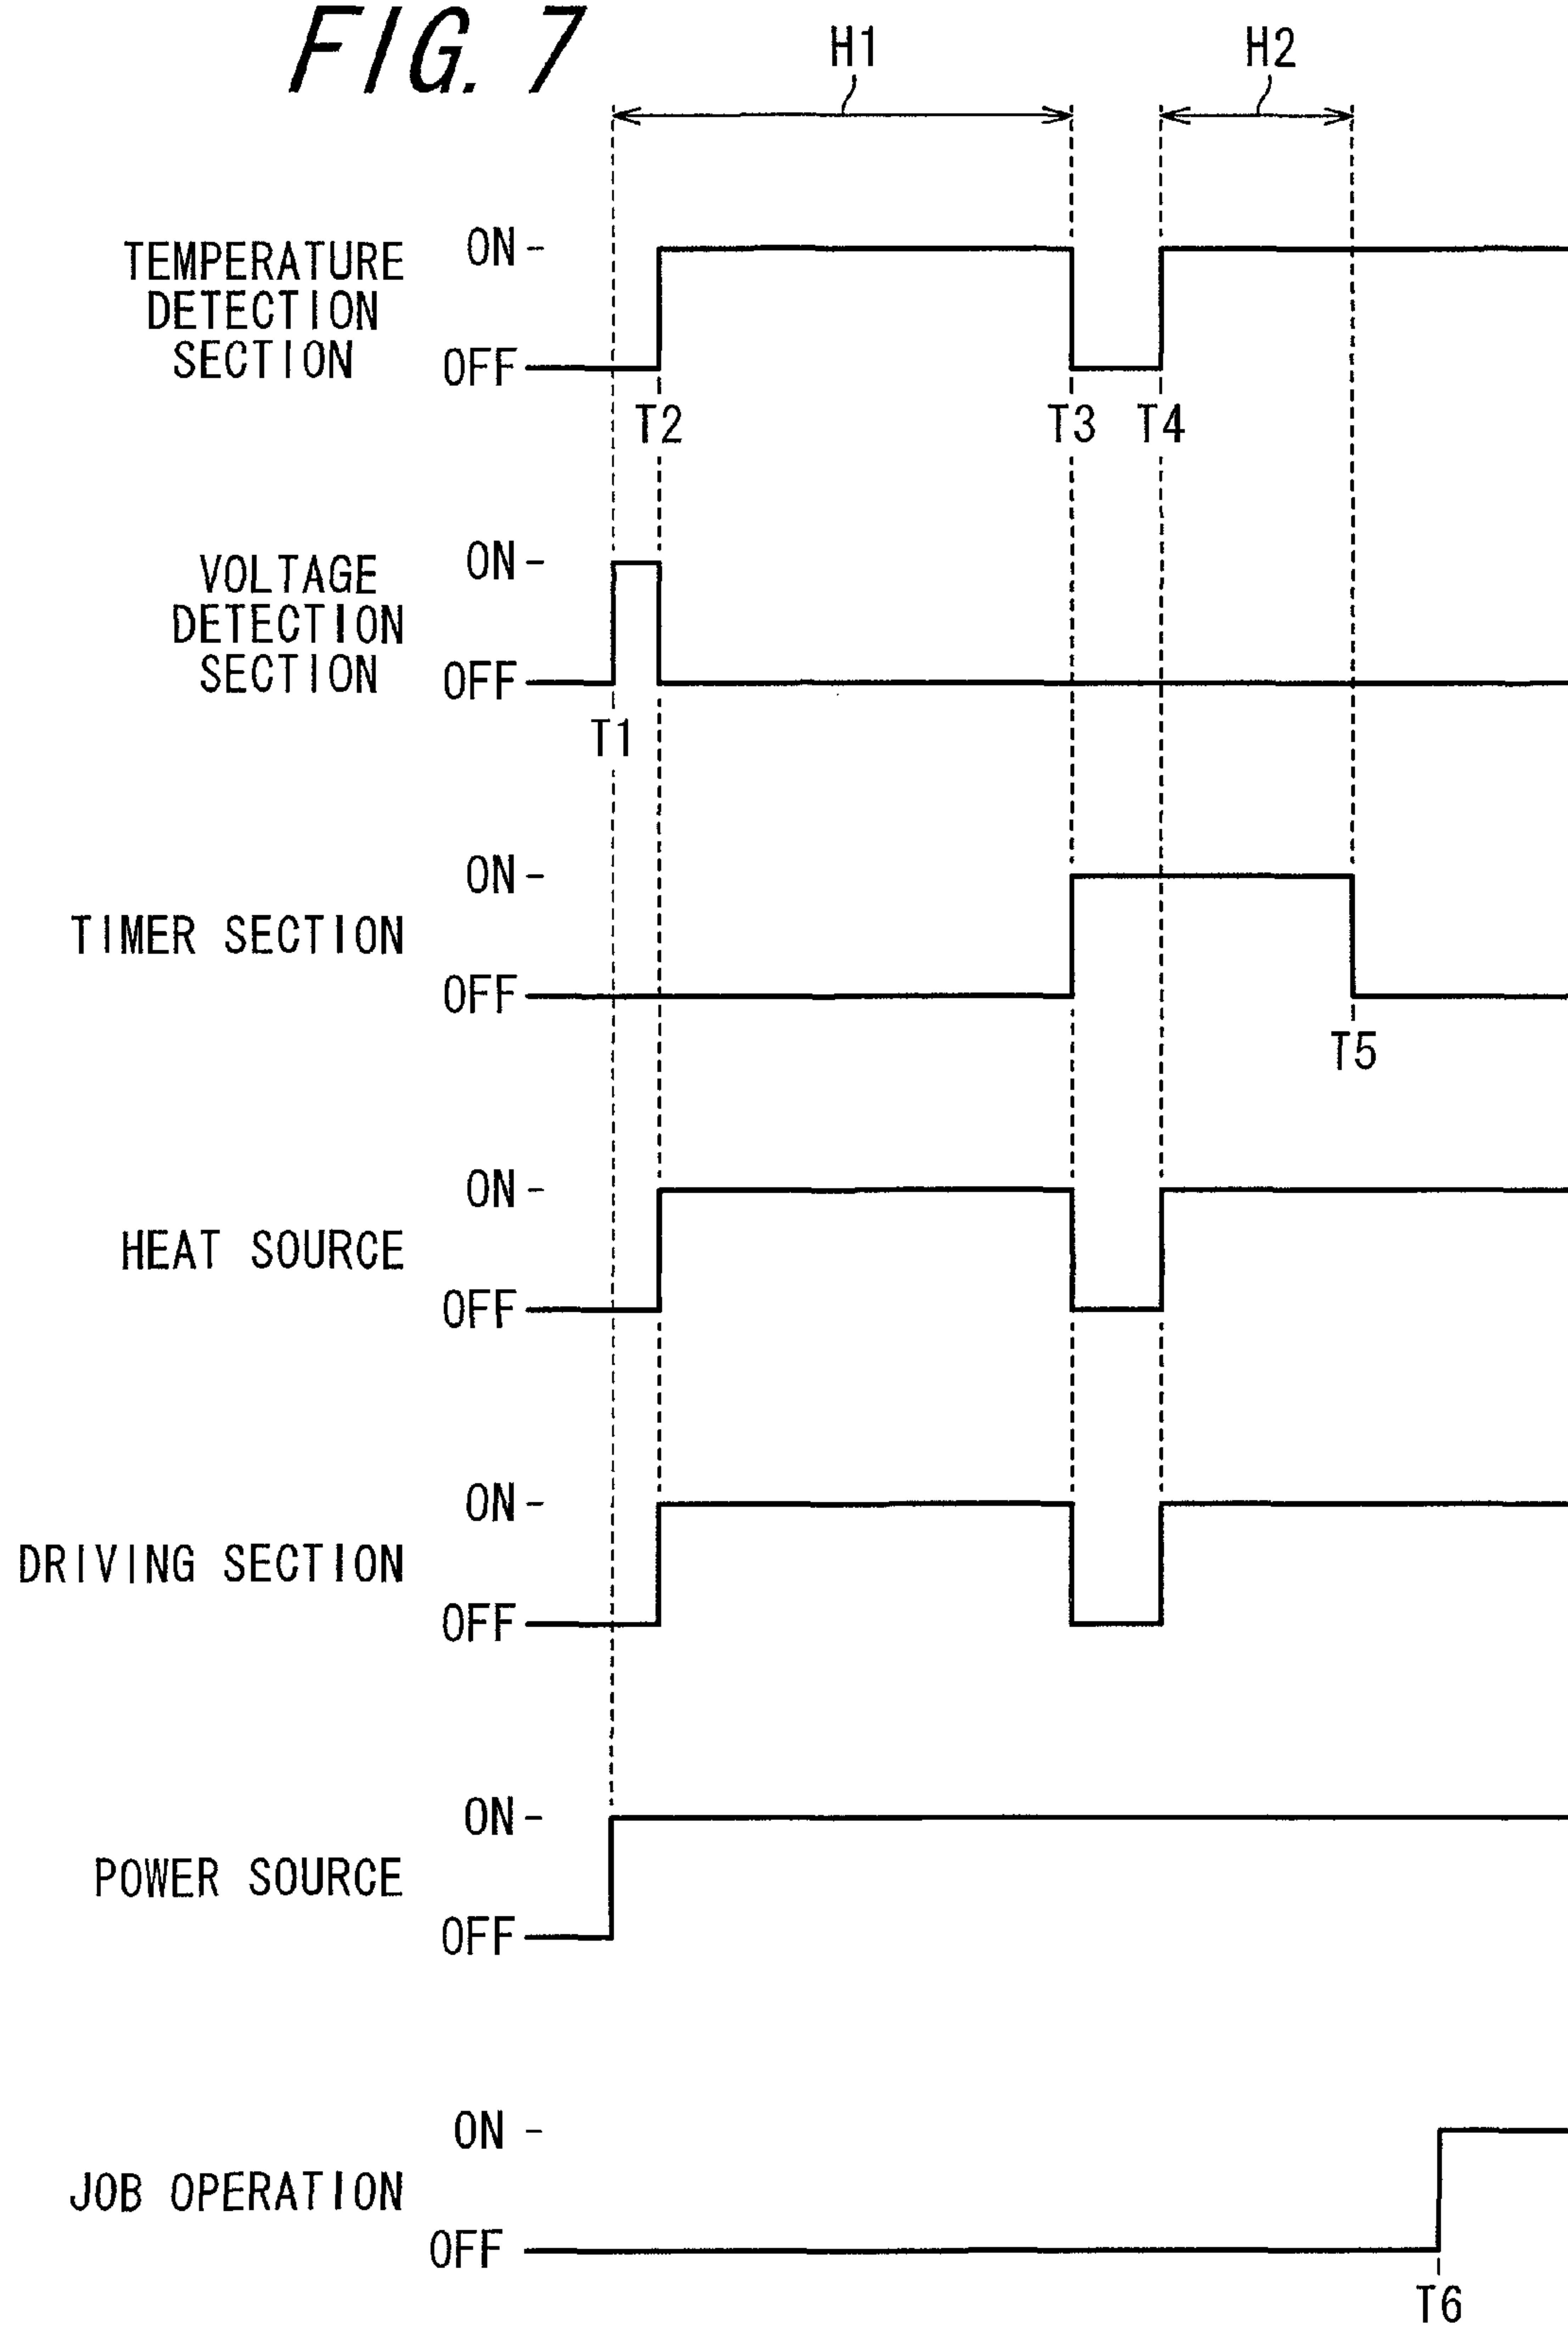 FIG. 7
H1 H2
TEMPERATURE
DETECTION
SECTION
ON
OFF
T2 T3 T4
VOLTAGE
DETECTION
SECTION
ON
OFF
T1
TIMER SECTION
ON
OFF
T5
HEAT SOURCE
ON
OFF
DRIVING SECTION
ON
OFF
POWER SOURCE
ON
OFF
JOB OPERATION
ON
OFF
T6